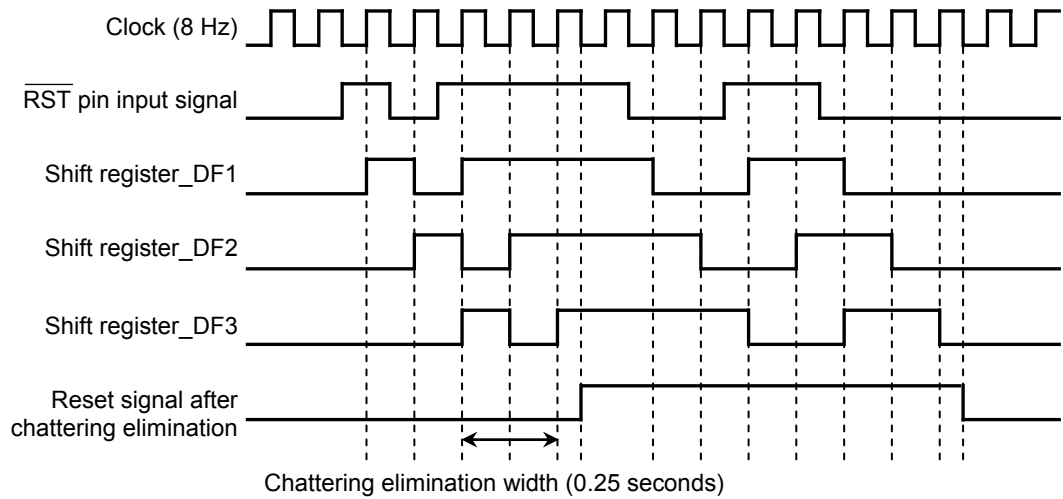 Clock (8 Hz)
RST pin input signal
Shift register_DF1
Shift register_DF2
Shift register_DF3
Reset signal after
chattering elimination
Chattering elimination width (0.25 seconds)